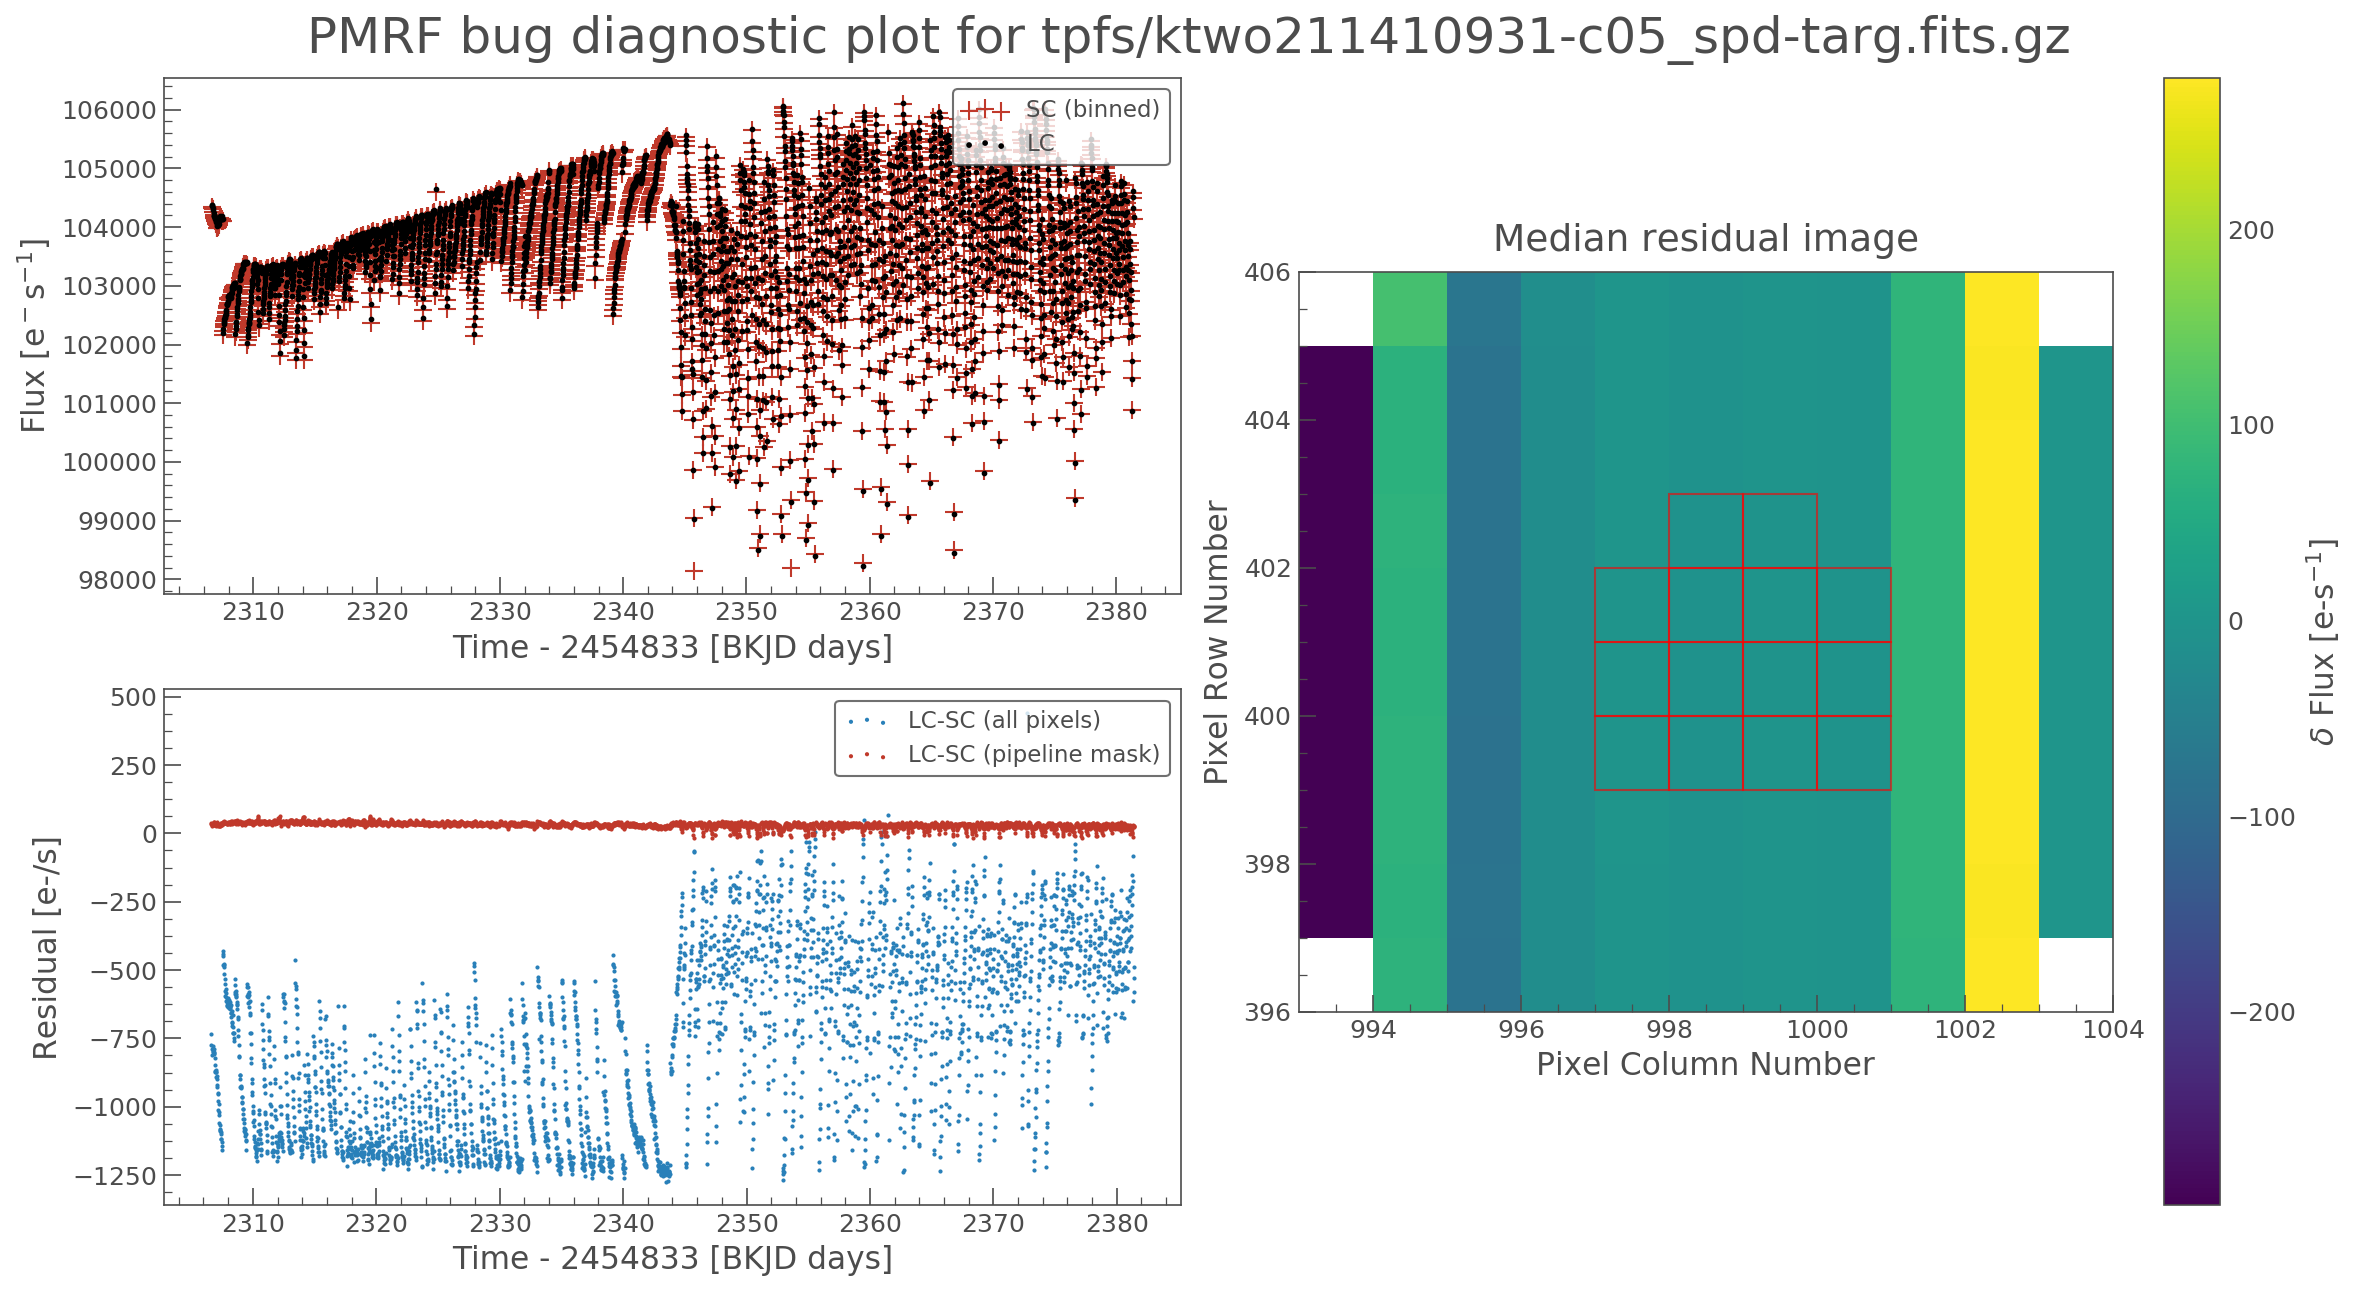 PMRF bug diagnostic plot for tpfs/ktwo211410931-c05_spd-targ.fits.gz
106000
105000
104000
103000
102000
101000
100000
99000
98000
Flux [e⁻ s⁻¹]
SC (binned)
LC
2310 2320 2330 2340 2350 2360 2370 2380
Time - 2454833 [BKJD days]
500
250
0
−250
−500
−750
−1000
−1250
Residual [e-/s]
LC-SC (all pixels)
LC-SC (pipeline mask)
2310 2320 2330 2340 2350 2360 2370 2380
Time - 2454833 [BKJD days]
Median residual image
406
404
402
400
398
396
Pixel Row Number
994 996 998 1000 1002 1004
Pixel Column Number
200
100
0
−100
−200
δ Flux [e-s⁻¹]